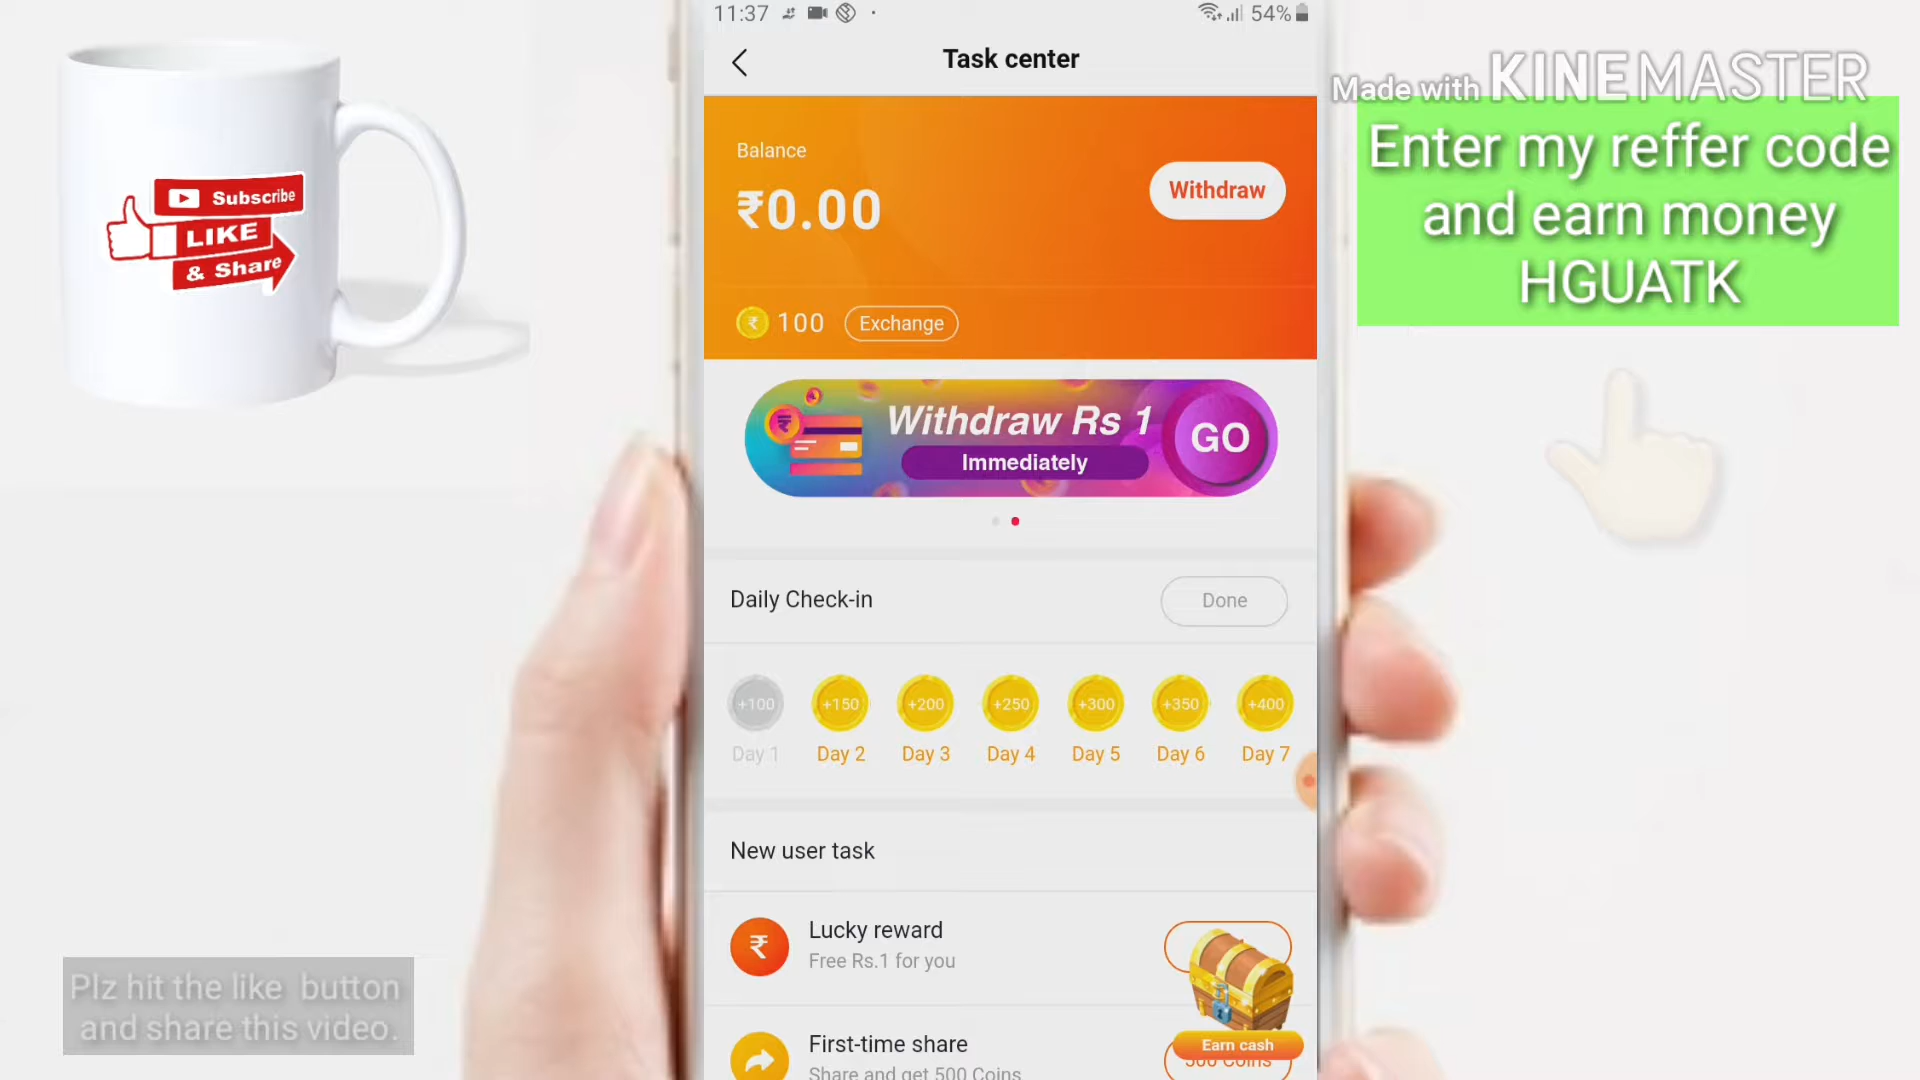 11:37
54%
Task center
Made with KINEMASTER
Enter my reffer code
and earn money
HGUATK
Balance
₹0.00
Withdraw
₹ 100
Exchange
Subscribe
LIKE
& Share
Withdraw Rs 1
Immediately
GO
Daily Check-in
Done
+100 +150 +200 +250 +300 +350 +400
Day 1 Day 2 Day 3 Day 4 Day 5 Day 6 Day 7
New user task
₹
Lucky reward
Free Rs.1 for you
First-time share
Share and get 500 Coins
Earn cash
500 Coins
Plz hit the like button
and share this video.